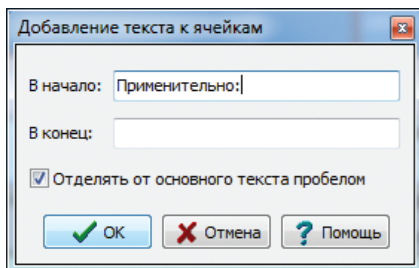 Добавление текста к ячейкам
В начало: Применительно:
В конец:
Отделять от основного текста пробелом
OK Отмена Помощь